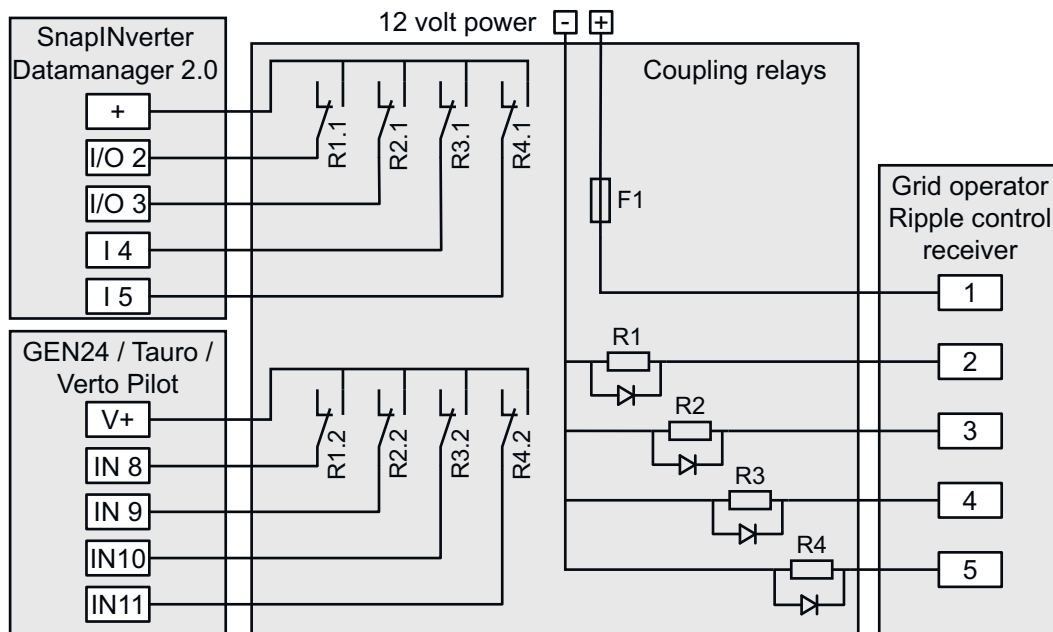 12 volt power - +
SnapINverter
Datamanager 2.0
+
I/O 2
I/O 3
I 4
I 5
R1.1
R2.1
R3.1
R4.1
Coupling relays
F1
GEN24 / Tauro /
Verto Pilot
V+
IN 8
IN 9
IN10
IN11
R1.2
R2.2
R3.2
R4.2
R1
R2
R3
R4
Grid operator
Ripple control
receiver
1
2
3
4
5